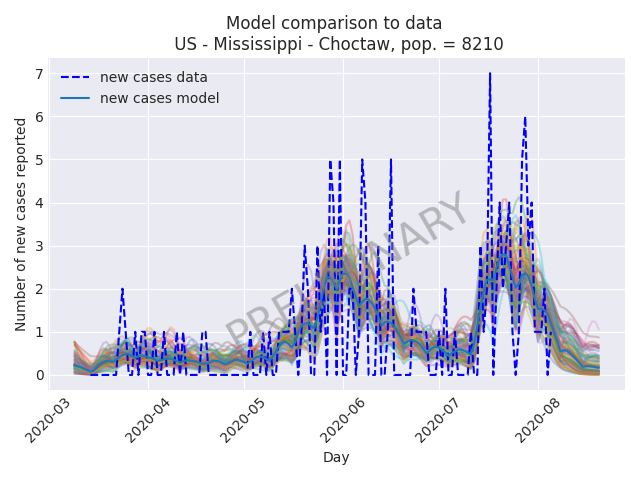 Model comparison to data
US - Mississippi - Choctaw, pop. = 8210
new cases data
new cases model
PRELIMINARY
Number of new cases reported
7
6
5
4
3
2
1
0
2020-03
2020-04
2020-05
2020-06
2020-07
2020-08
Day